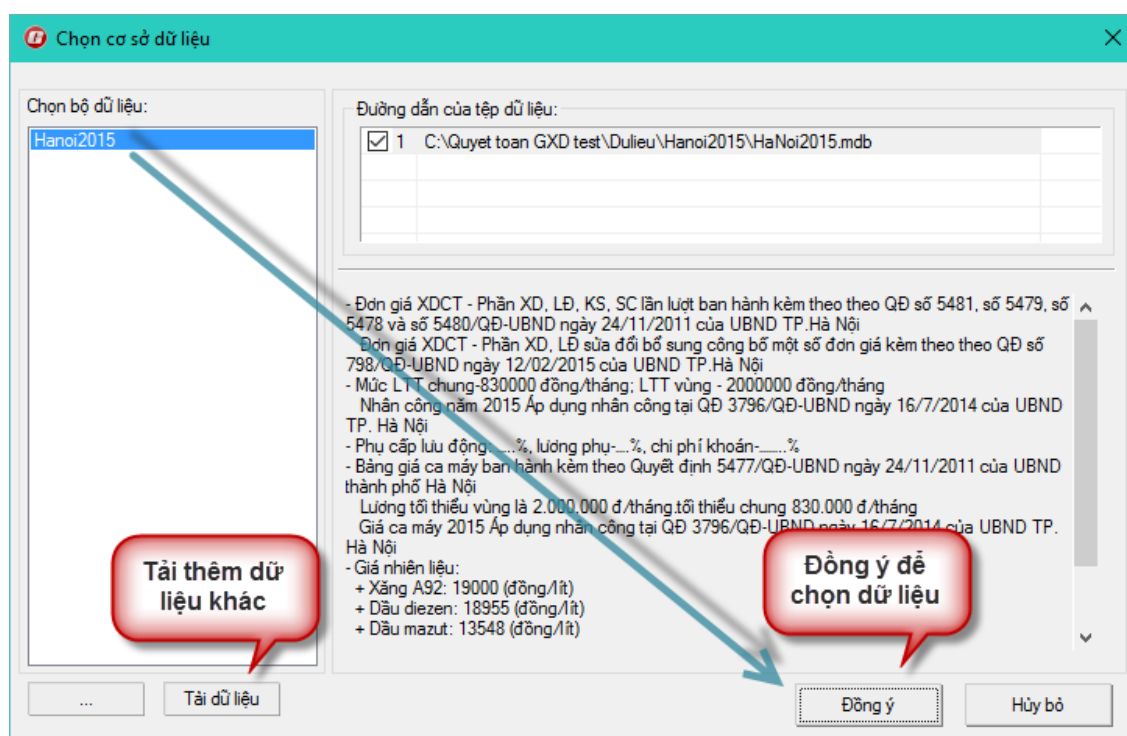 Chọn cơ sở dữ liệu
Chọn bộ dữ liệu:
Hanoi2015
Đường dẫn của tệp dữ liệu:
1 C:\Quyet toan GXD test\Dulieu\Hanoi2015\HaNoi2015.mdb
- Đơn giá XDCT - Phần XD, LĐ, KS, SC lần lượt ban hành kèm theo theo QĐ số 5481, số 5479, số
5478 và số 5480/QĐ-UBND ngày 24/11/2011 của UBND TP.Hà Nội
Đơn giá XDCT - Phần XD, LĐ sửa đổi bổ sung công bố một số đơn giá kèm theo theo QĐ số
798/QĐ-UBND ngày 12/02/2015 của UBND TP.Hà Nội
- Mức LTT chung-830000 đồng/tháng; LTT vùng - 2000000 đồng/tháng
Nhân công năm 2015 Áp dụng nhân công tại QĐ 3796/QĐ-UBND ngày 16/7/2014 của UBND
TP. Hà Nội
- Phụ cấp lưu động: .....%, lương phụ-....%, chi phí khoán-.......%
- Bảng giá ca máy ban hành kèm theo Quyết định 5477/QĐ-UBND ngày 24/11/2011 của UBND
thành phố Hà Nội
Lương tối thiểu vùng là 2.000.000 đ/tháng.tối thiểu chung 830.000 đ/tháng
Giá ca máy 2015 Áp dụng nhân công tại QĐ 3796/QĐ-UBND ngày 16/7/2014 của UBND TP.
Hà Nội
- Giá nhiên liệu:
+ Xăng A92: 19000 (đồng/lít)
+ Dầu diezen: 18955 (đồng/lít)
+ Dầu mazut: 13548 (đồng/lít)
Tải thêm dữ
liệu khác
Đồng ý để
chọn dữ liệu
...
Tải dữ liệu
Đồng ý
Hủy bỏ